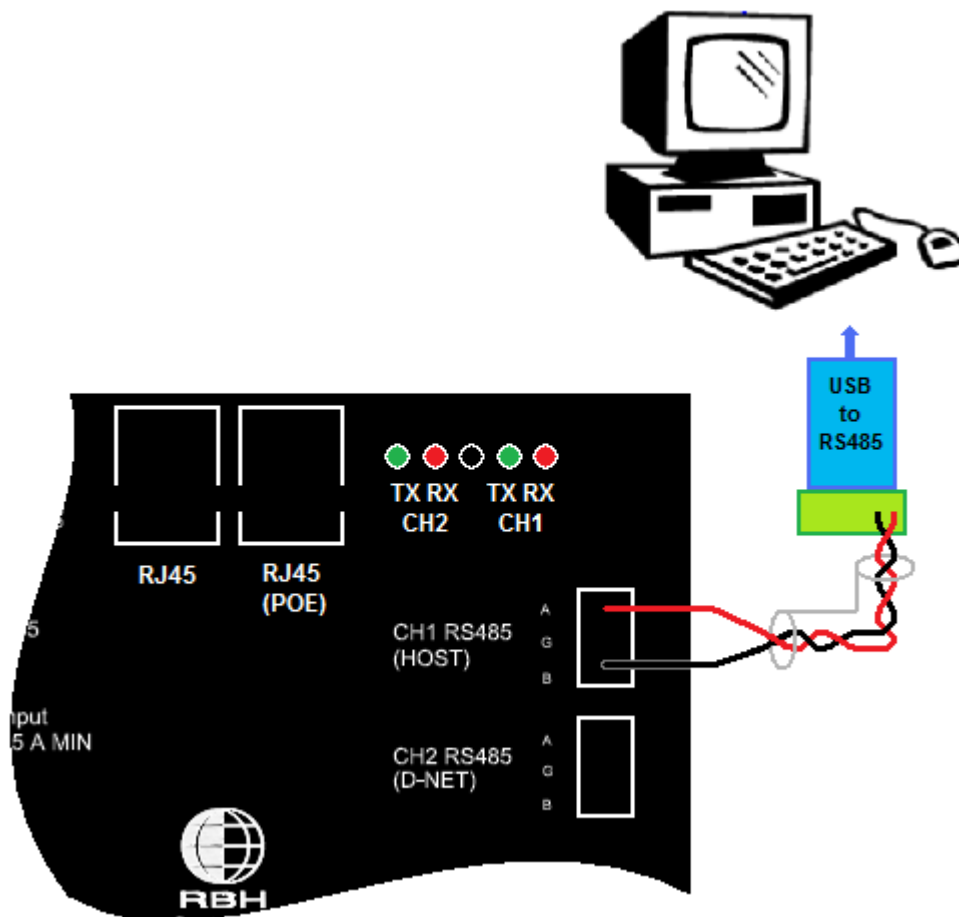 USB
to
RS485
TX RX TX RX
CH2 CH1
RJ45
RJ45
(POE)
CH1 RS485
(HOST)
A
G
B
CH2 RS485
(D-NET)
A
G
B
5 A MIN
RBH